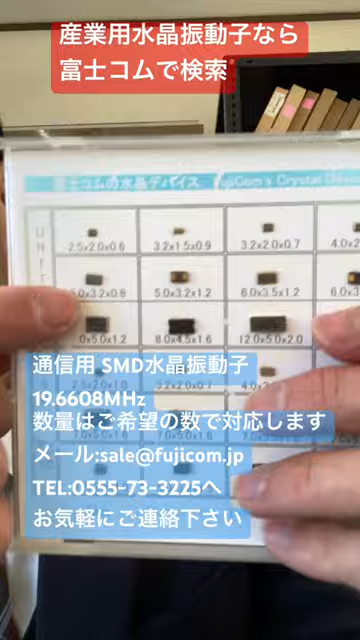 産業用水晶振動子なら
富士コムで検索
富士コムの水晶デバイス FujiCom's Crystal
2.5x2.0x0.6 3.2x1.5x0.9 3.2x2.0x0.7
5.0x3.2x1.2 6.0x3.5x1.2
8.0x4.5x1.6 12.0x5.0x2.0
通信用 SMD水晶振動子
19.6608MHz
数量はご希望の数で対応します
メール:sale@fujicom.jp
TEL:0555-73-3225へ
お気軽にご連絡下さい